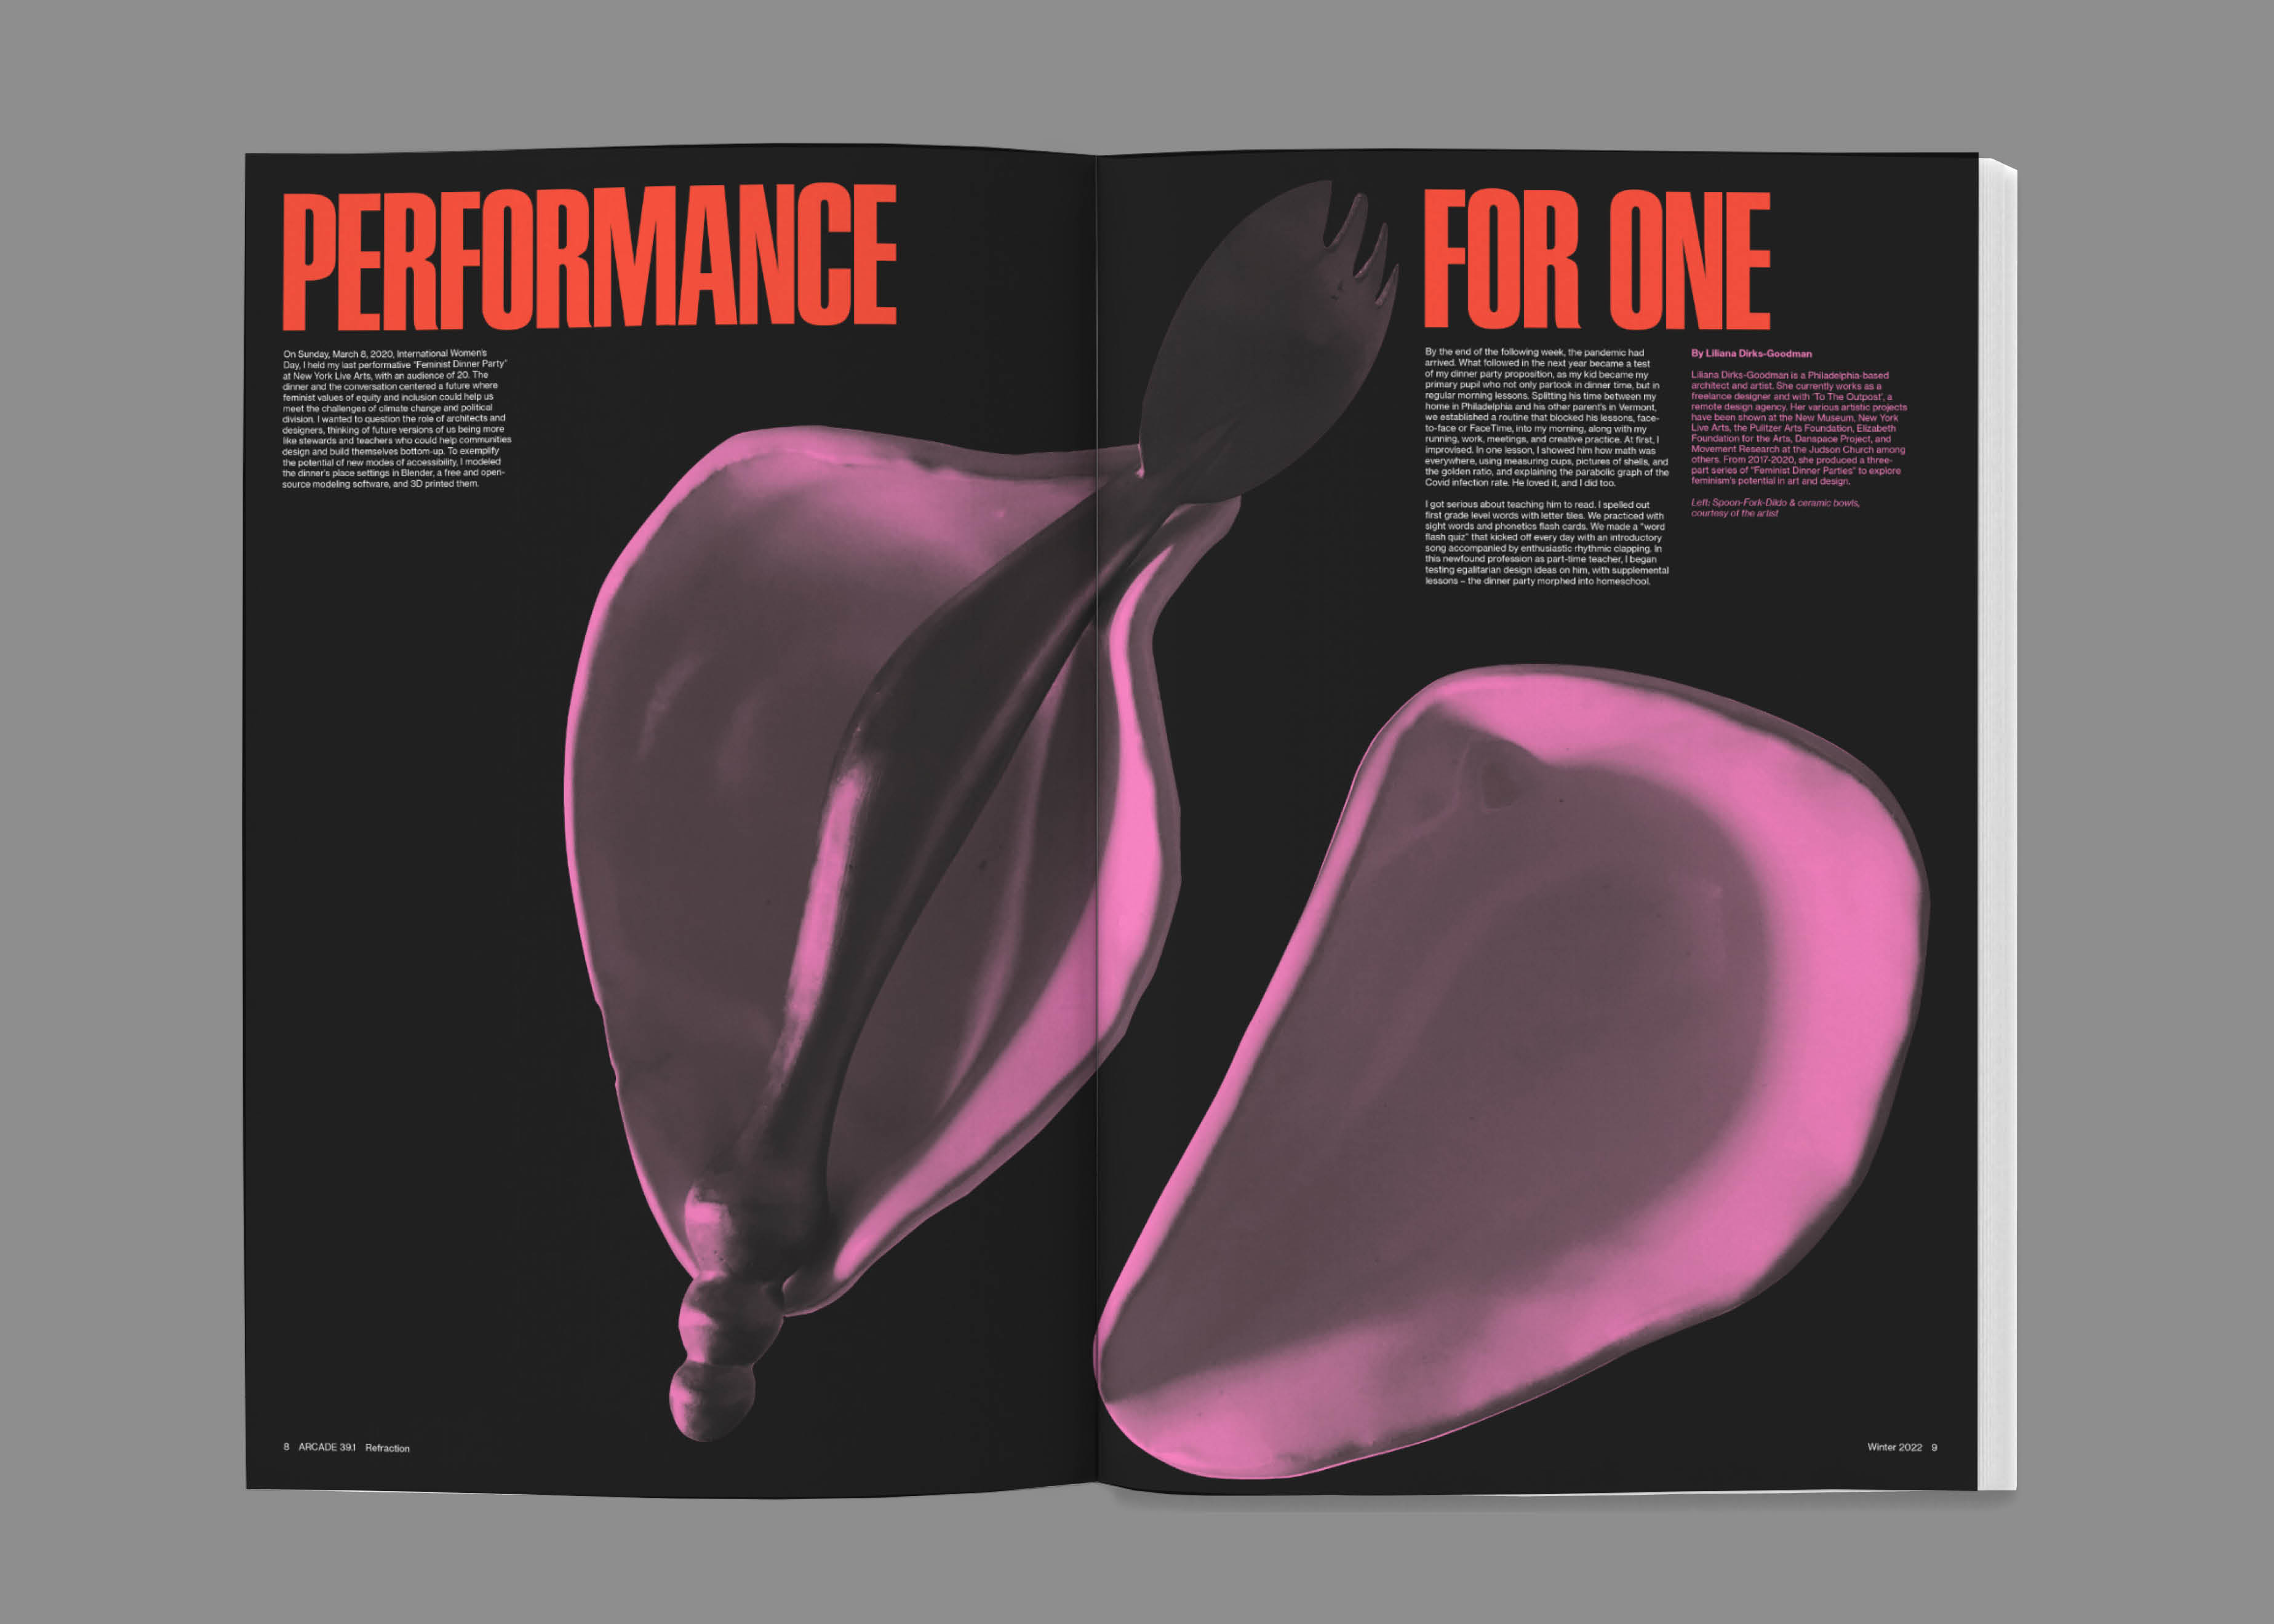 PERFORMANCE
On Sunday, March 8, 2020, International Women's
Day, I held my last performative "Feminist Dinner Party"
at New York Live Arts, with an audience of 20. The
dinner and the conversation centered a future where
feminist values of equity and inclusion could help us
meet the challenges of climate change and political
division. I wanted to question the role of architects and
designers, thinking of future versions of us being more
like stewards and teachers who could help communities
design and build themselves bottom-up. To exemplify
the potential of new modes of accessibility, I modeled
the dinner's place settings in Blender, a free and open-
source modeling software, and 3D printed them.
8 ARCADE 39.1 Refraction
FOR ONE
By the end of the following week, the pandemic had
arrived. What followed in the next year became a test
of my dinner party proposition, as my kid became my
primary pupil who not only partook in dinner time, but in
regular morning lessons. Splitting his time between my
home in Philadelphia and his other parent's in Vermont,
we established a routine that blocked his lessons, face-
to-face or FaceTime, into my morning, along with my
running, work, meetings, and creative practice. At first, I
improvised. In one lesson, I showed him how math was
everywhere, using measuring cups, pictures of shells, and
the golden ratio, and explaining the parabolic graph of the
Covid infection rate. He loved it, and I did too.
I got serious about teaching him to read. I spelled out
first grade level words with letter tiles. We practiced with
sight words and phonetics flash cards. We made a "word
flash quiz" that kicked off every day with an introductory
song accompanied by enthusiastic rhythmic clapping. In
this newfound profession as part-time teacher, I began
testing egalitarian design ideas on him, with supplemental
lessons – the dinner party morphed into homeschool.
By Liliana Dirks-Goodman
Liliana Dirks-Goodman is a Philadelphia-based
architect and artist. She currently works as a
freelance designer and with 'To The Outpost', a
remote design agency. Her various artistic projects
have been shown at the New Museum, New York
Live Arts, the Pulitzer Arts Foundation, Elizabeth
Foundation for the Arts, Danspace Project, and
Movement Research at the Judson Church among
others. From 2017-2020, she produced a three-
part series of "Feminist Dinner Parties" to explore
feminism's potential in art and design.
Left: Spoon-Fork-Dildo & ceramic bowls,
courtesy of the artist
Winter 2022 9